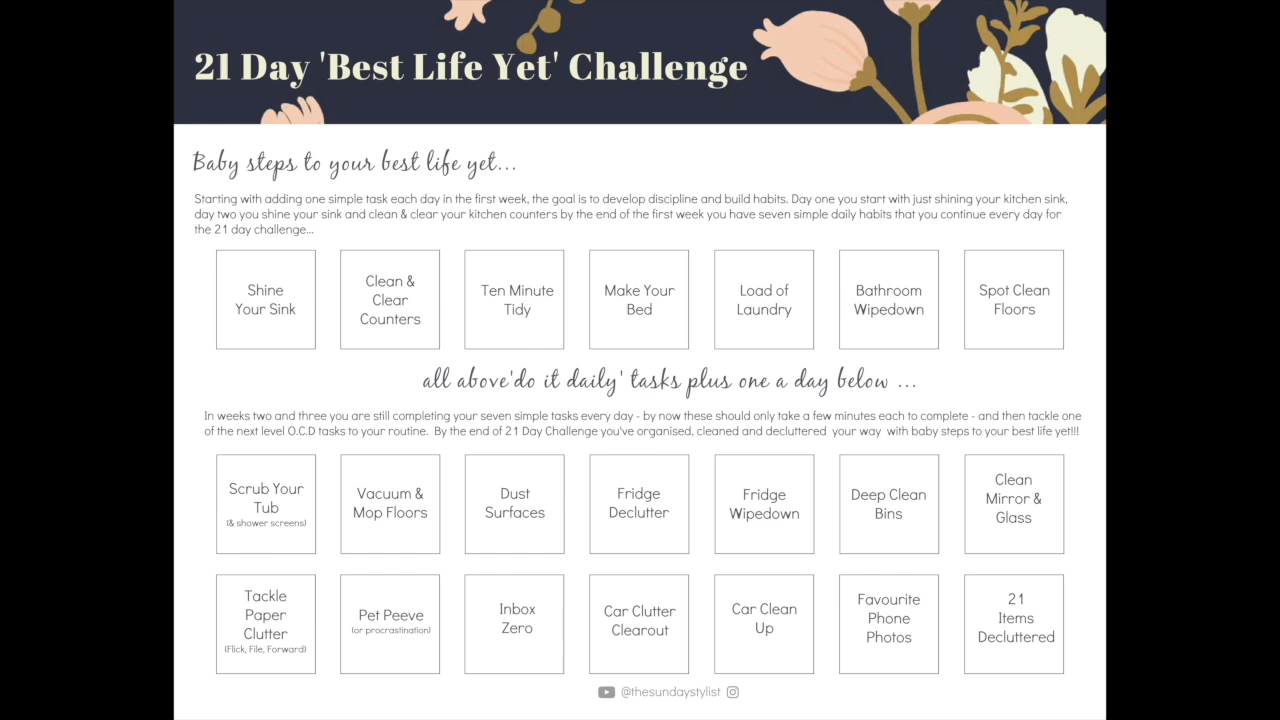 21 Day 'Best Life Yet' Challenge
Baby steps to your best life yet...
Starting with adding one simple task each day in the first week, the goal is to develop discipline and build habits. Day one you start with just shining your kitchen sink,
day two you shine your sink and clean & clear your kitchen counters by the end of the first week you have seven simple daily habits that you continue every day for
the 21 day challenge...
Shine
Your Sink
Clean &
Clear
Counters
Ten Minute
Tidy
Make Your
Bed
Load of
Laundry
Bathroom
Wipedown
Spot Clean
Floors
all above 'do it daily' tasks plus one a day below ...
In weeks two and three you are still completing your seven simple tasks every day - by now these should only take a few minutes each to complete - and then tackle one
of the next level O.C.D tasks to your routine. By the end of 21 Day Challenge you've organised, cleaned and decluttered your way with baby steps to your best life yet!!!
Scrub Your
Tub
(& shower screens)
Vacuum &
Mop Floors
Dust
Surfaces
Fridge
Declutter
Fridge
Wipedown
Deep Clean
Bins
Clean
Mirror &
Glass
Tackle
Paper
Clutter
(Flick, File, Forward)
Pet Peeve
(or procrastination)
Inbox
Zero
Car Clutter
Clearout
Car Clean
Up
Favourite
Phone
Photos
21
Items
Decluttered
@thesundaystylist